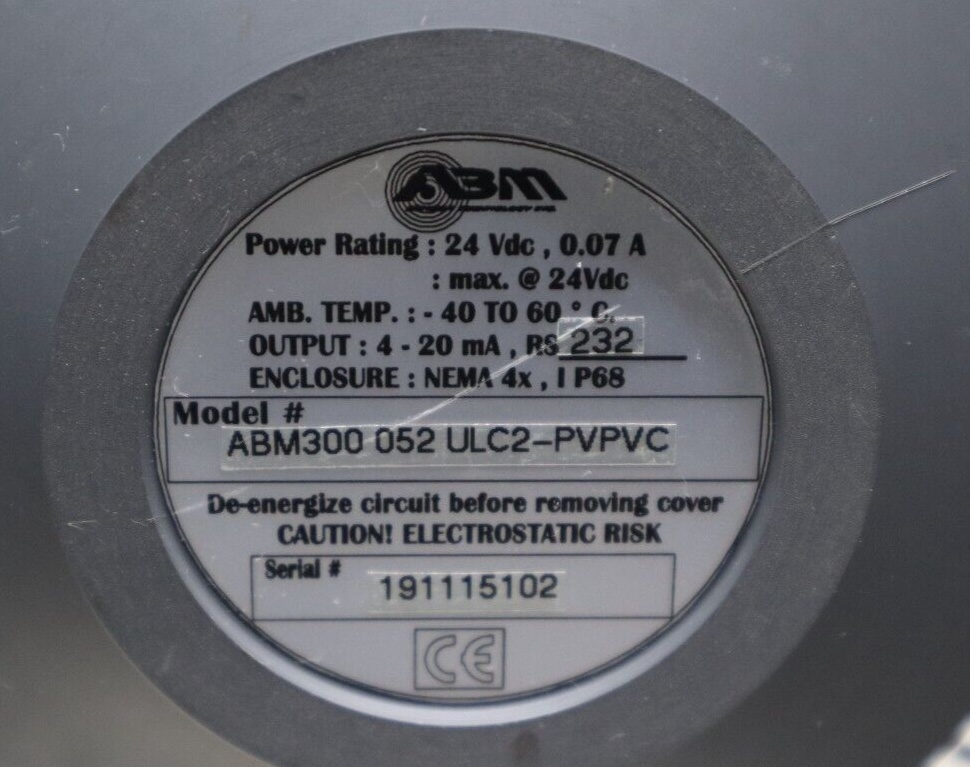 ABM
Power Rating : 24 Vdc , 0.07 A
: max. @ 24Vdc
AMB. TEMP. : - 40 TO 60 ° C.
OUTPUT : 4 - 20 mA , RS 232
ENCLOSURE : NEMA 4x , I P68
Model #
ABM300 052 ULC2-PVPVC
De-energize circuit before removing cover
CAUTION! ELECTROSTATIC RISK
Serial #
191115102
CE